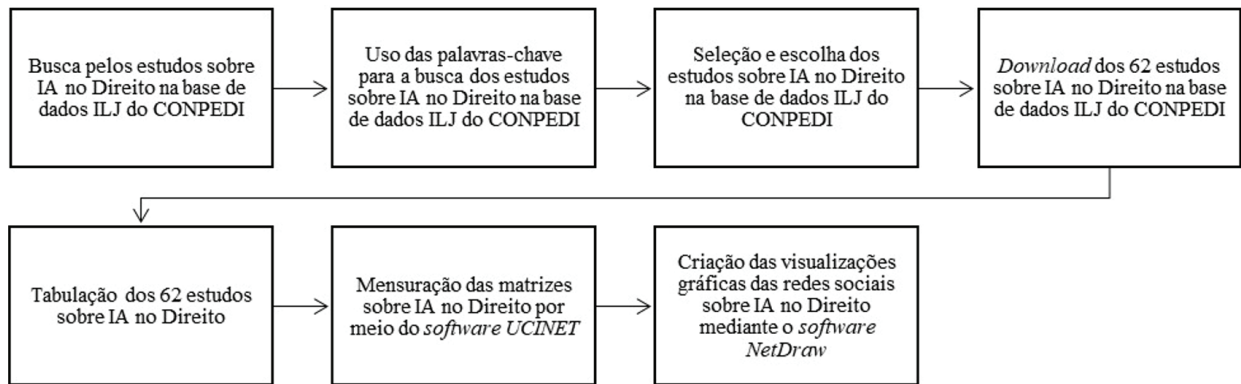 Busca pelos estudos sobre
IA no Direito na base de
dados ILJ do CONPEDI
Uso das palavras-chave
para a busca dos estudos
sobre IA no Direito na base
de dados ILJ do CONPEDI
Seleção e escolha dos
estudos sobre IA no Direito
na base de dados ILJ do
CONPEDI
Download dos 62 estudos
sobre IA no Direito na base
de dados ILJ do CONPEDI
Tabulação dos 62 estudos
sobre IA no Direito
Mensuração das matrizes
sobre IA no Direito por
meio do software UCINET
Criação das visualizações
gráficas das redes sociais
sobre IA no Direito
mediante o software
NetDraw